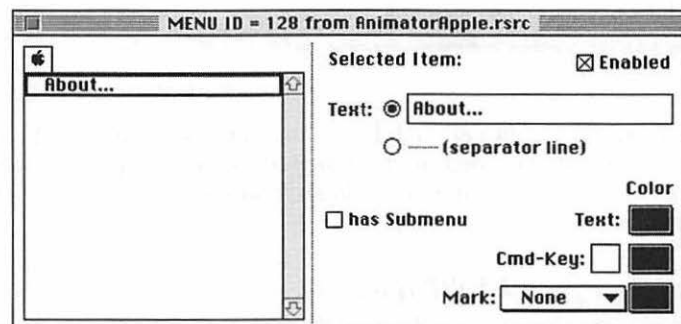 MENU ID = 128 from AnimatorApple.rsrc
About...
Selected Item:
Enabled
Text:
About...
(separator line)
Color
has Submenu
Text:
Cmd-Key:
Mark:
None